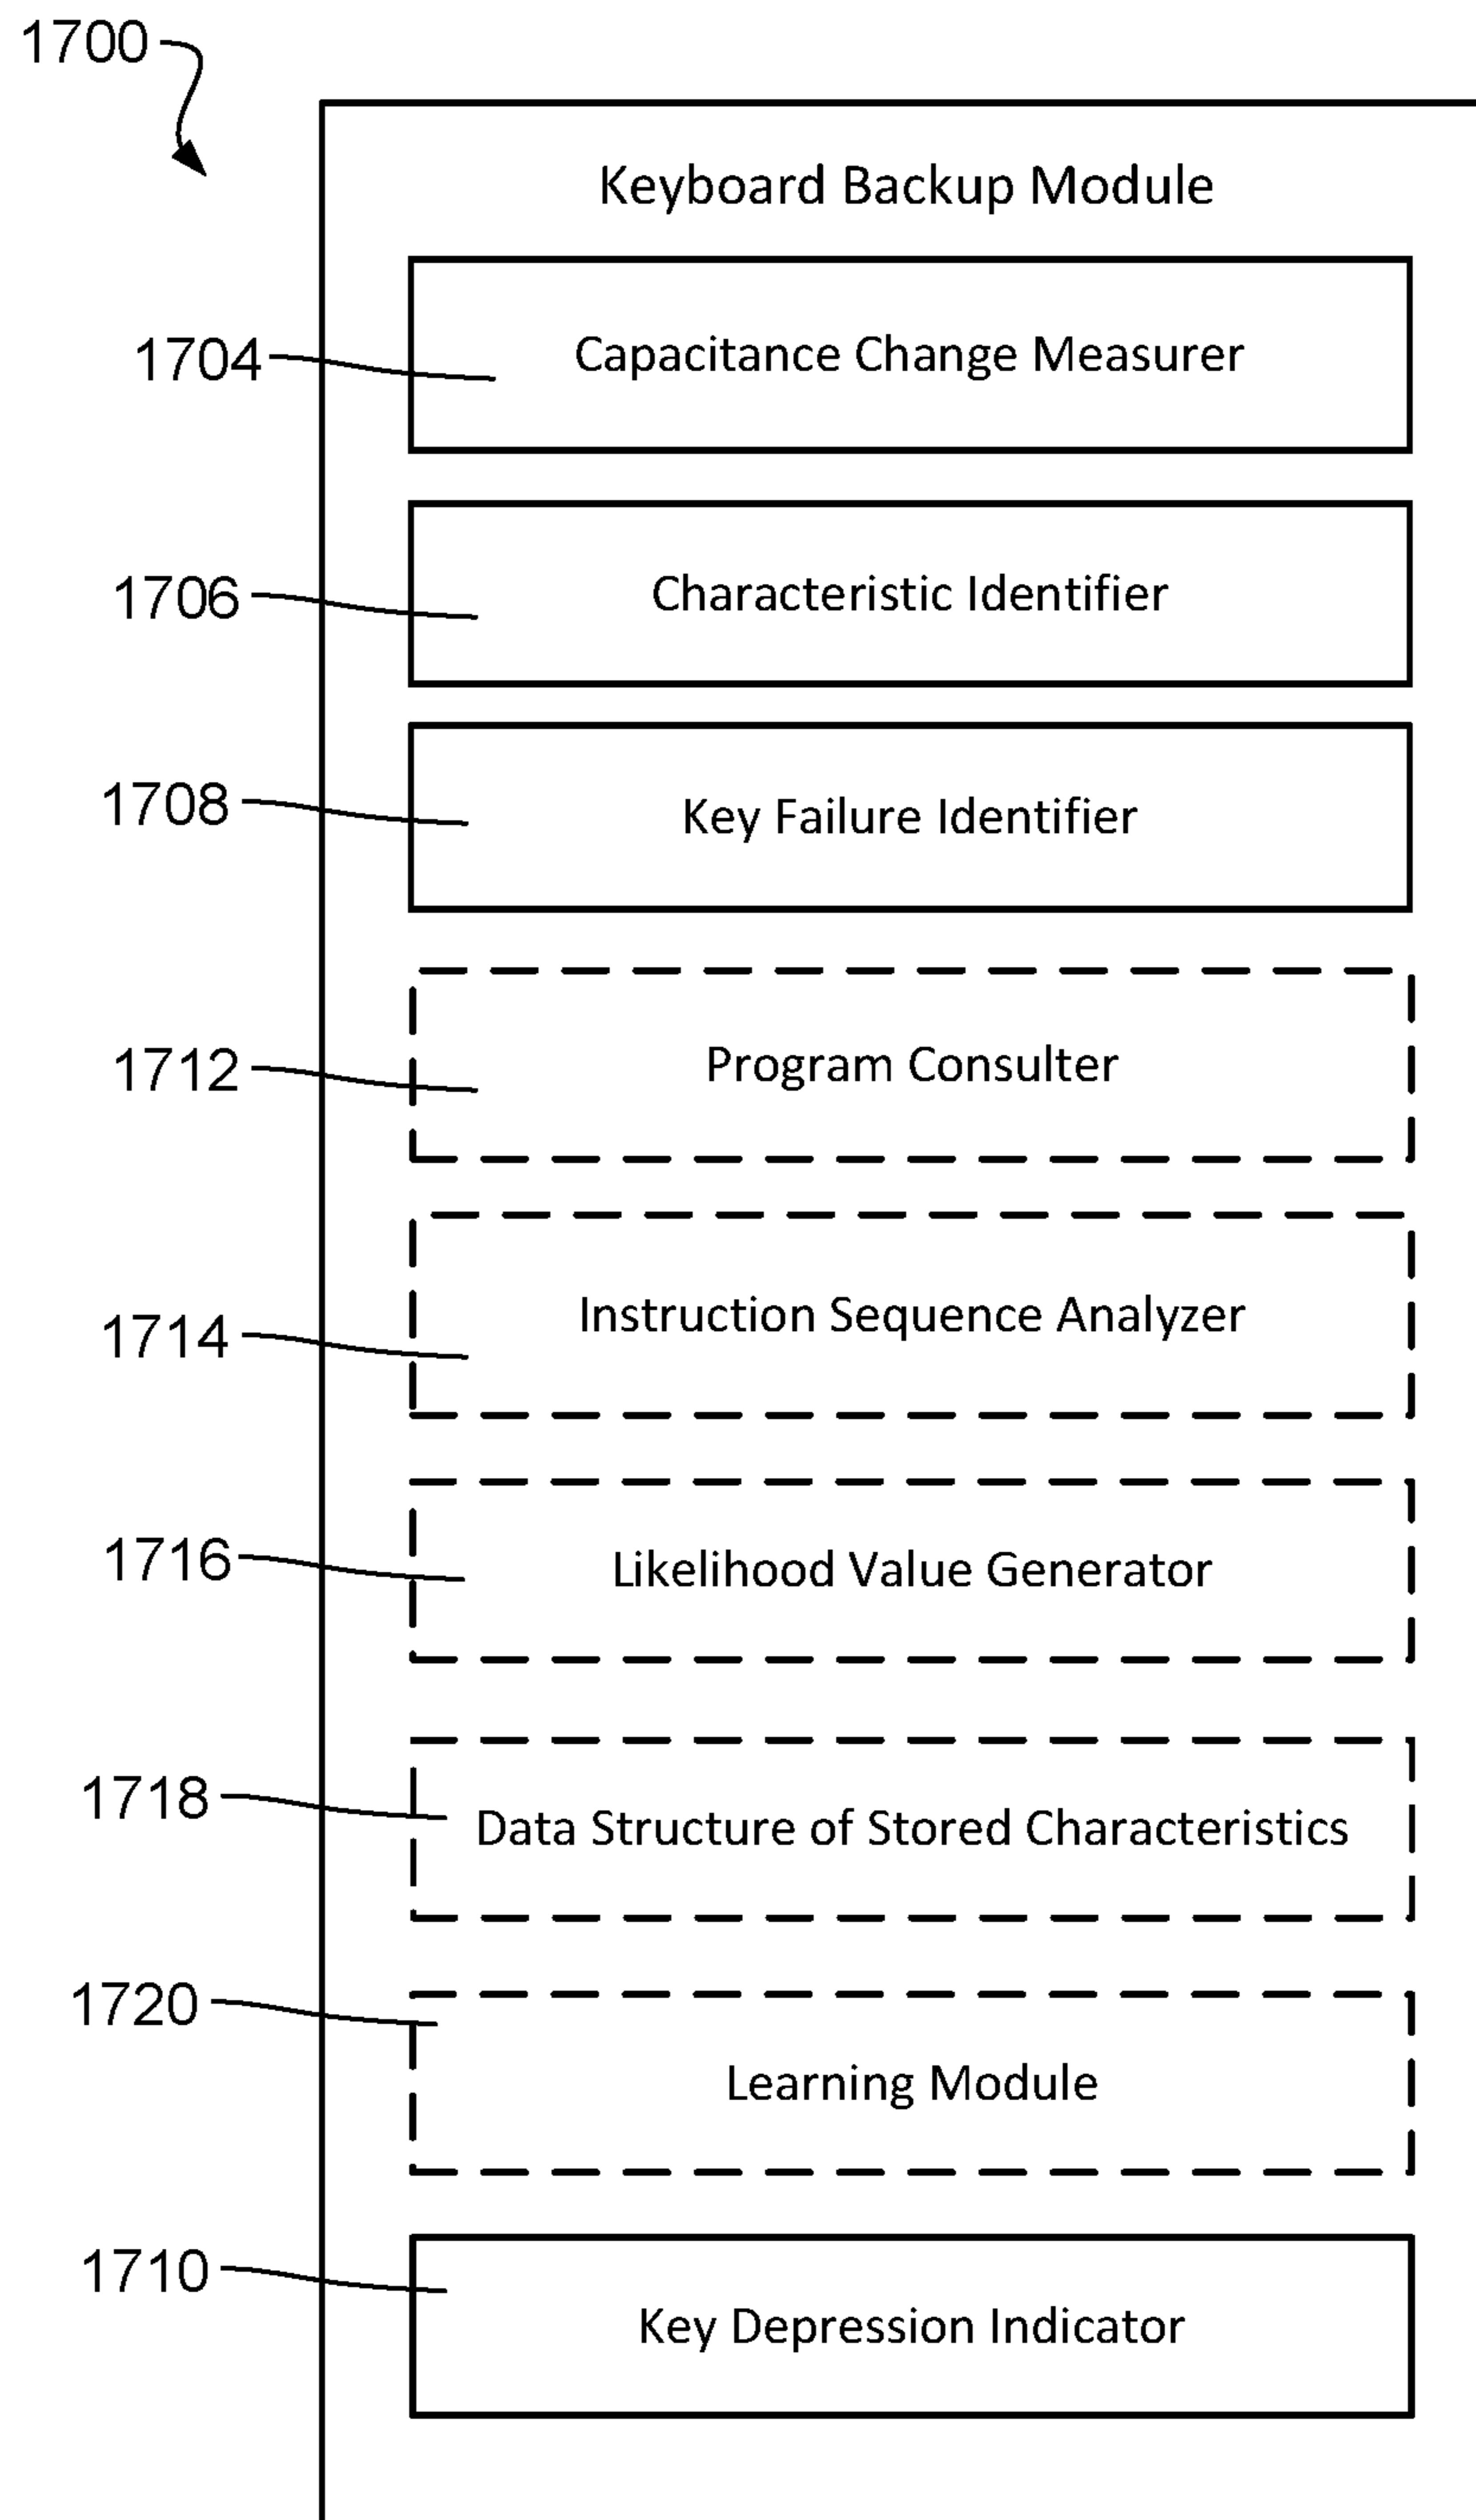 1700
Keyboard Backup Module
1704 Capacitance Change Measurer
1706 Characteristic Identifier
1708 Key Failure Identifier
1712 Program Consulter
1714 Instruction Sequence Analyzer
1716 Likelihood Value Generator
1718 Data Structure of Stored Characteristics
1720 Learning Module
1710 Key Depression Indicator